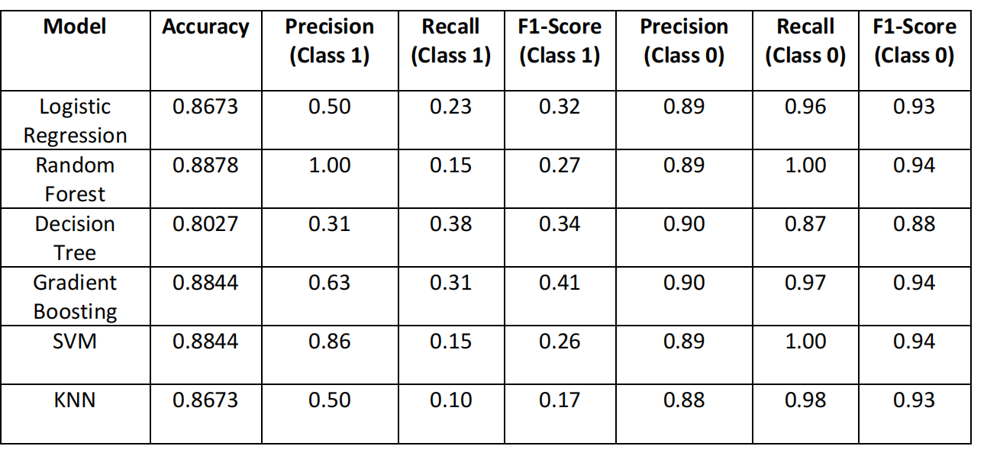 Model Accuracy Precision (Class 1) Recall (Class 1) F1-Score (Class 1) Precision (Class 0) Recall (Class 0) F1-Score (Class 0)
Logistic Regression 0.8673 0.50 0.23 0.32 0.89 0.96 0.93
Random Forest 0.8878 1.00 0.15 0.27 0.89 1.00 0.94
Decision Tree 0.8027 0.31 0.38 0.34 0.90 0.87 0.88
Gradient Boosting 0.8844 0.63 0.31 0.41 0.90 0.97 0.94
SVM 0.8844 0.86 0.15 0.26 0.89 1.00 0.94
KNN 0.8673 0.50 0.10 0.17 0.88 0.98 0.93